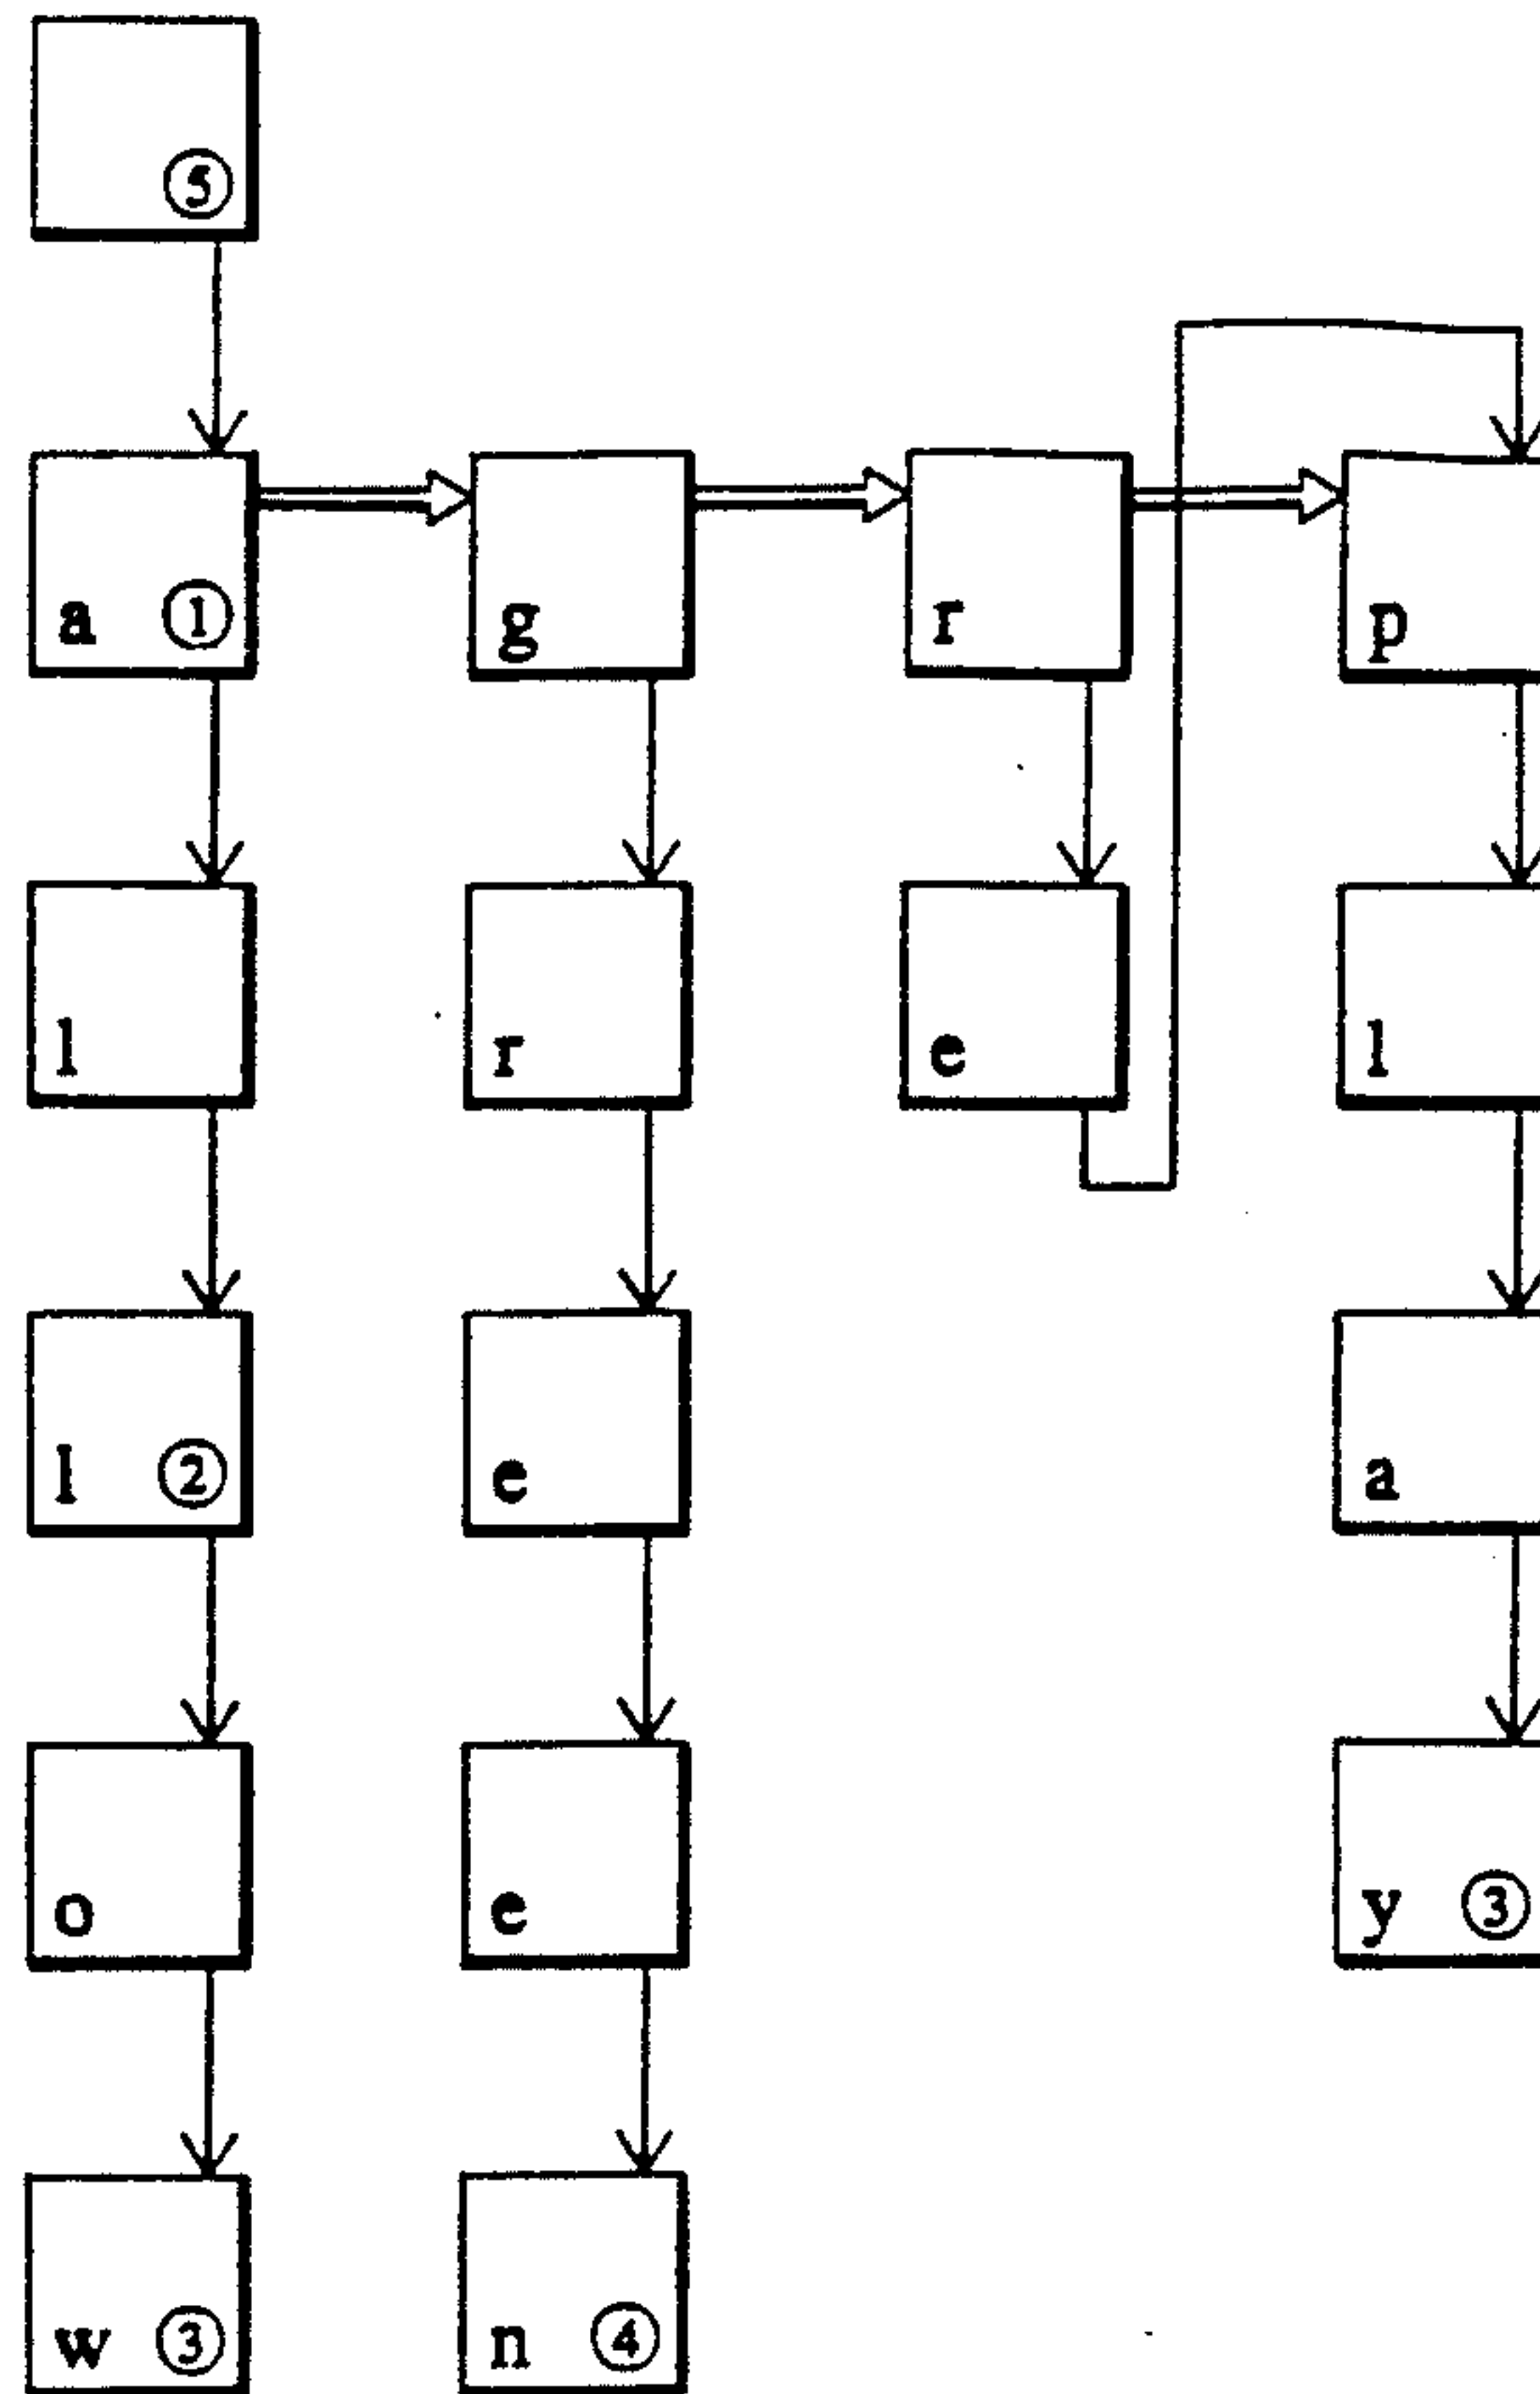 ⑤
a ① g r p
l r e l
l ② e a
o e y ③
w ③ n ④